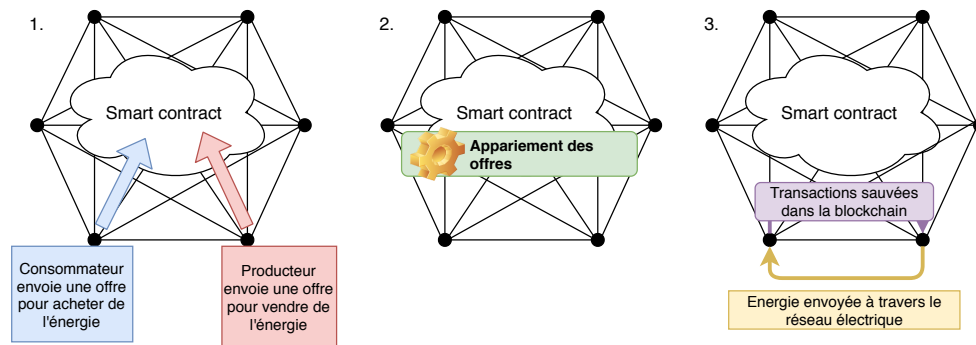 1.
Smart contract
Consommateur
envoie une offre
pour acheter de
l'énergie
Producteur
envoie une offre
pour vendre de
l'énergie
2.
Smart contract
Appariement des
offres
3.
Smart contract
Transactions sauvées
dans la blockchain
Energie envoyée à travers le
réseau électrique